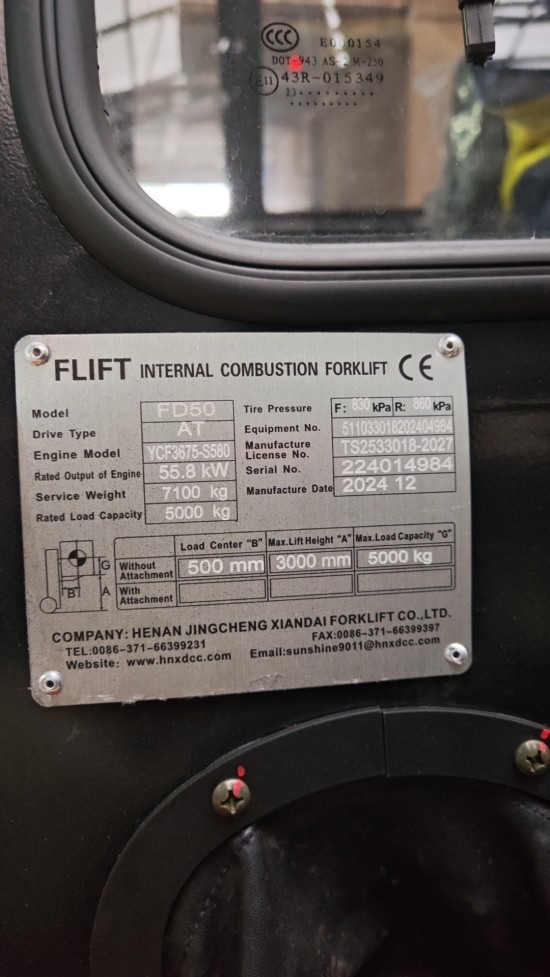 CCC E000154
DOT-943 AS-2 M-250
E11 43R-015349
23
FLIFT INTERNAL COMBUSTION FORKLIFT CE
Model FD50 Tire Pressure F: 830 kPa R: 860 kPa
Drive Type AT Equipment No. 511033018202404984
Engine Model YCF3675-S580 Manufacture License No. TS2533018-2027
Rated Output of Engine 55.8 kW Serial No. 224014984
Service Weight 7100 kg Manufacture Date 2024 12
Rated Load Capacity 5000 kg
Load Center "B" Max.Lift Height "A" Max.Load Capacity "G"
G B A
Without Attachment 500 mm 3000 mm 5000 kg
With Attachment
COMPANY: HENAN JINGCHENG XIANDAI FORKLIFT CO.,LTD.
TEL:0086-371-66399231 FAX:0086-371-66399397
Website: www.hnxdcc.com Email:sunshine9011@hnxdcc.com